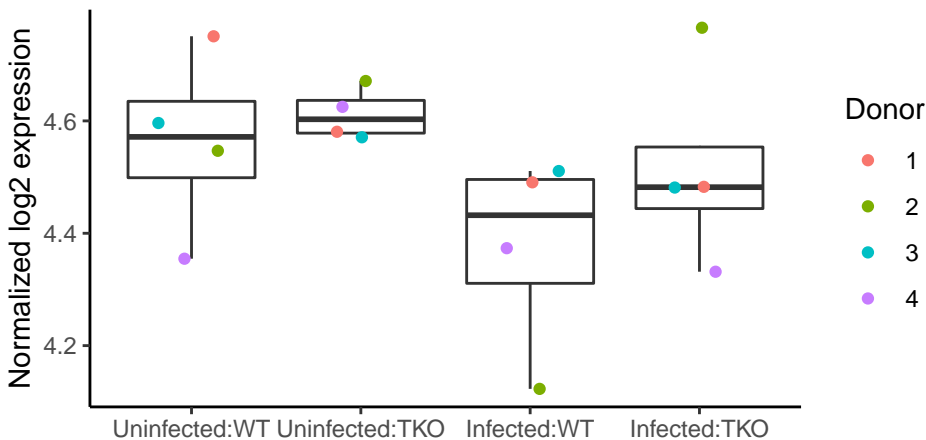 Normalized log2 expression
4.6
4.4
4.2
Uninfected:WT Uninfected:TKO Infected:WT Infected:TKO
Donor
1
2
3
4